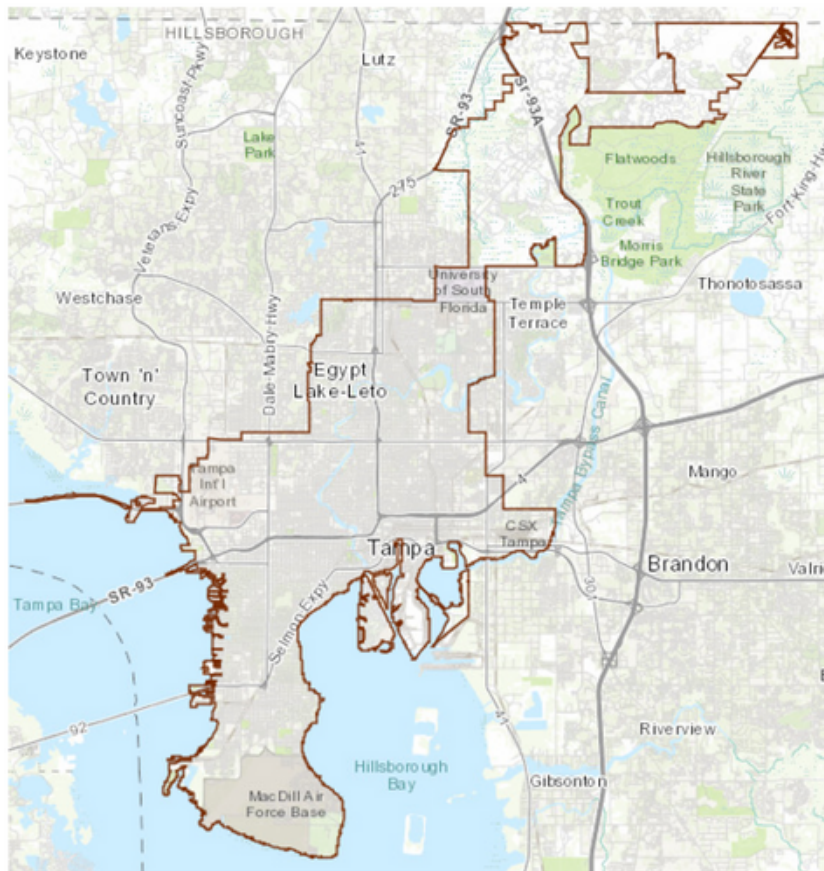 HILLSBOROUGH
Keystone
Lutz
Suncoast Pkwy
SR-93
Sr-93A
41
Lake
Park
Flatwoods
Hillsborough
River
State
Park
275
Trout
Creek
Fort-King-Hw
Veterans Expy
Morris
Bridge Park
University
of South
Florida
Thonotosassa
Westchase
Dale-Mabry-Hwy
Temple
Terrace
Egypt
Lake-Leto
Town 'n'
Country
Tampa Bypass Canal
Tampa
Int'l
Airport
4
Mango
CSX
Tampa
Tampa
Brandon
Valri
SR-93
Tampa Bay
301
Selmon Expy
92
41
Riverview
Hillsborough
Bay
Gibsonton
MacDill Air
Force Base